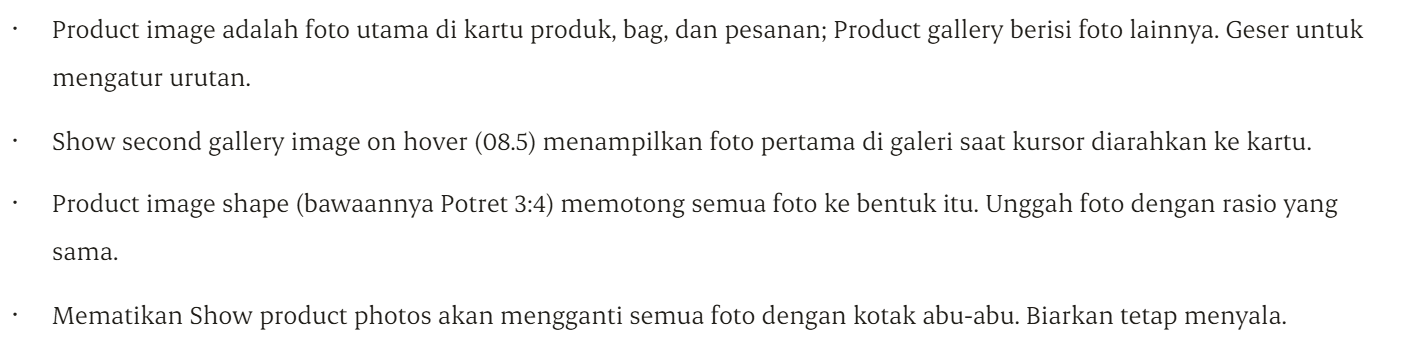 · Product image adalah foto utama di kartu produk, bag, dan pesanan; Product gallery berisi foto lainnya. Geser untuk
mengatur urutan.
· Show second gallery image on hover (08.5) menampilkan foto pertama di galeri saat kursor diarahkan ke kartu.
· Product image shape (bawaannya Potret 3:4) memotong semua foto ke bentuk itu. Unggah foto dengan rasio yang
sama.
· Mematikan Show product photos akan mengganti semua foto dengan kotak abu-abu. Biarkan tetap menyala.